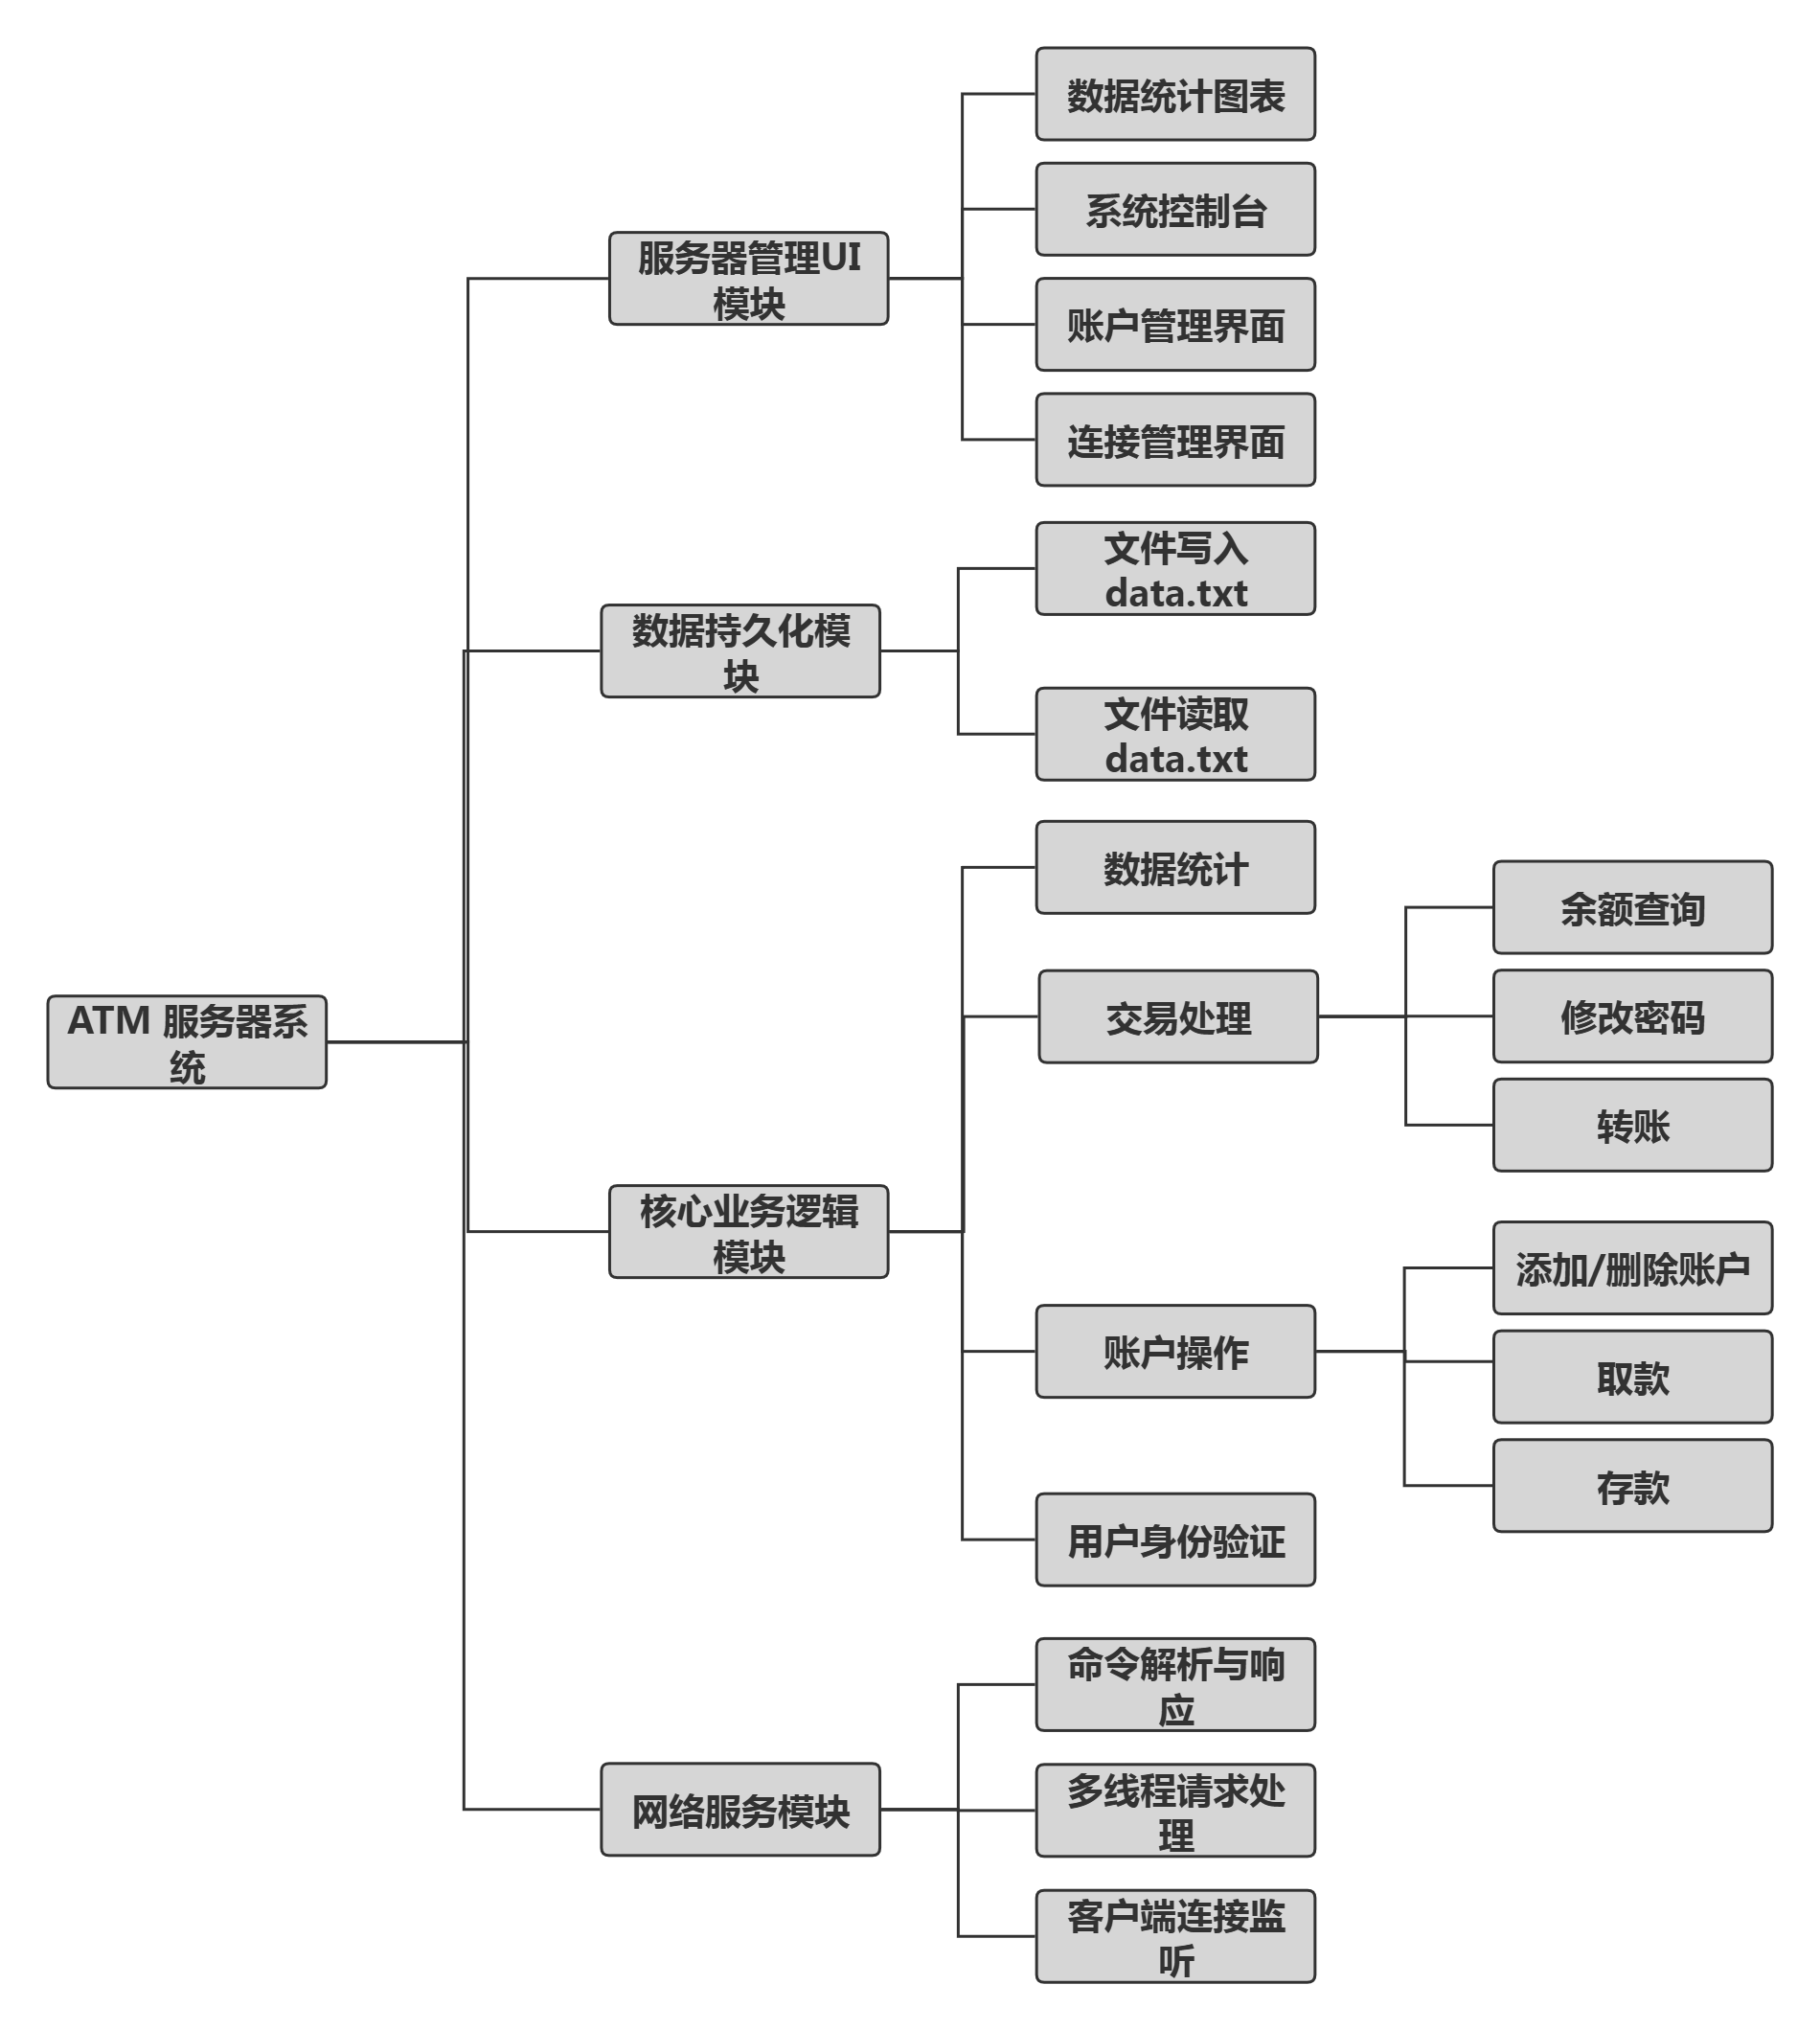 数据统计图表
系统控制台
服务器管理UI
模块
账户管理界面
连接管理界面
文件写入
data.txt
数据持久化模
块
文件读取
data.txt
数据统计
余额查询
ATM 服务器系
统
交易处理
修改密码
转账
核心业务逻辑
模块
添加/删除账户
账户操作
取款
存款
用户身份验证
命令解析与响
应
网络服务模块
多线程请求处
理
客户端连接监
听